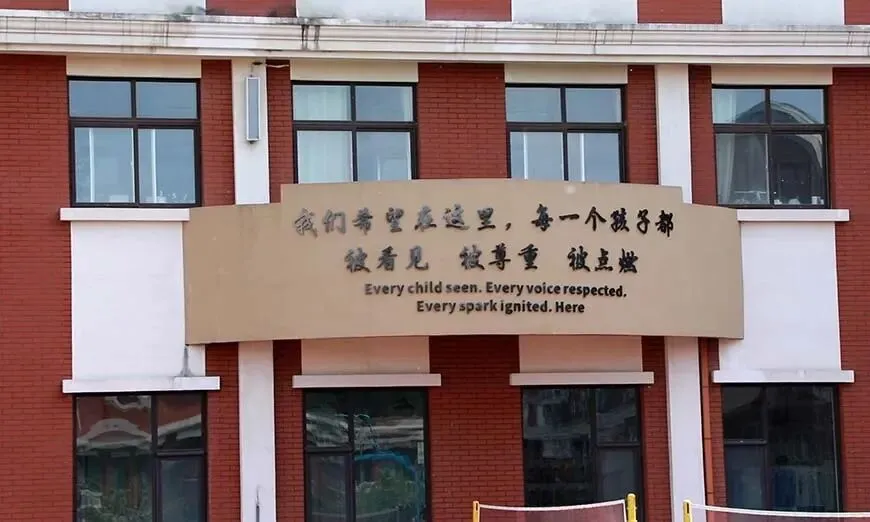 我们希望在这里，每一个孩子都
被看见 被尊重 被点燃
Every child seen. Every voice respected.
Every spark ignited. Here